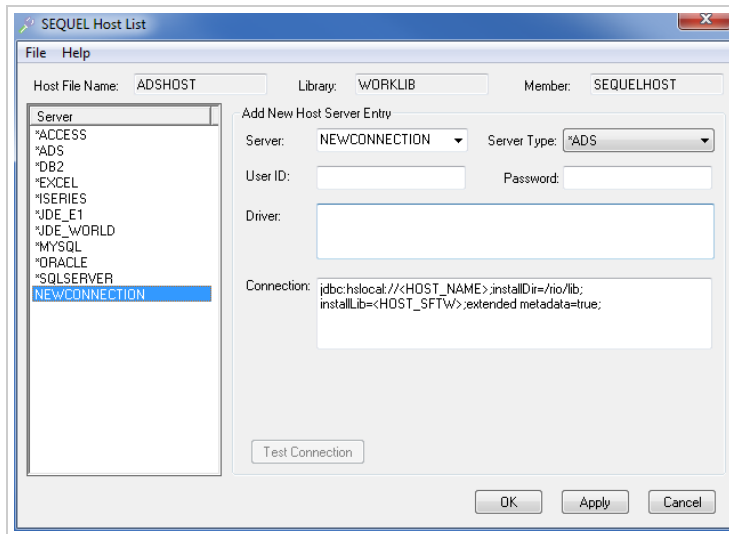 SEQUEL Host List
File Help
Host File Name: ADSHOST Library: WORKLIB Member: SEQUELHOST
Server
*ACCESS
*ADS
*DB2
*EXCEL
*ISERIES
*JDE_E1
*JDE_WORLD
*MYSQL
*ORACLE
*SQLSERVER
NEWCONNECTION
Add New Host Server Entry
Server: NEWCONNECTION Server Type: *ADS
User ID: Password:
Driver:
Connection: jdbc:hslocal://<HOST_NAME>;installDir=/rio/lib;
installLib=<HOST_SFTW>;extended metadata=true;
Test Connection
OK Apply Cancel